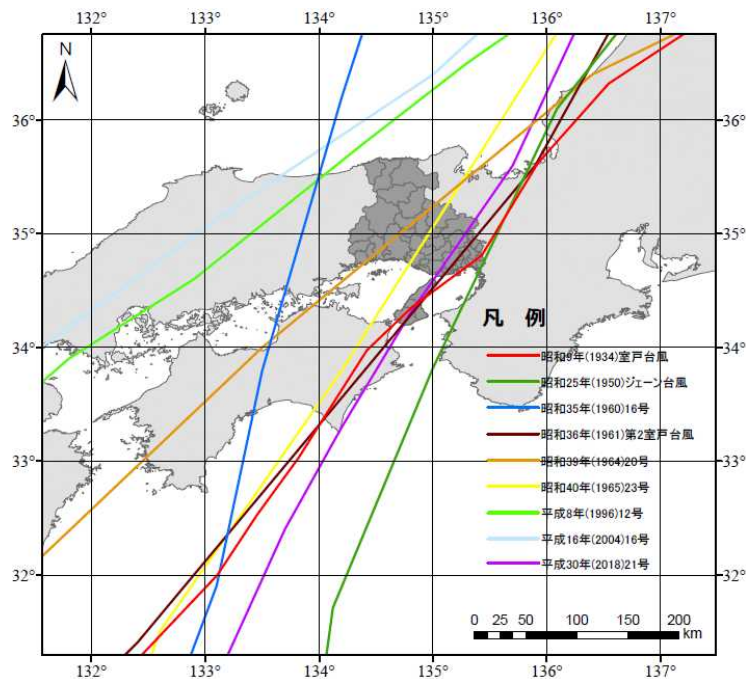 132° 133° 134° 135° 136° 137°
N
36° 36°
35° 35°
34° 34°
33° 33°
32° 32°
凡 例
昭和9年(1934)室戸台風
昭和25年(1950)ジェーン台風
昭和35年(1960)16号
昭和36年(1961)第2室戸台風
昭和39年(1964)20号
昭和40年(1965)23号
平成8年(1996)12号
平成16年(2004)16号
平成30年(2018)21号
0 25 50 100 150 200
km
132° 133° 134° 135° 136° 137°